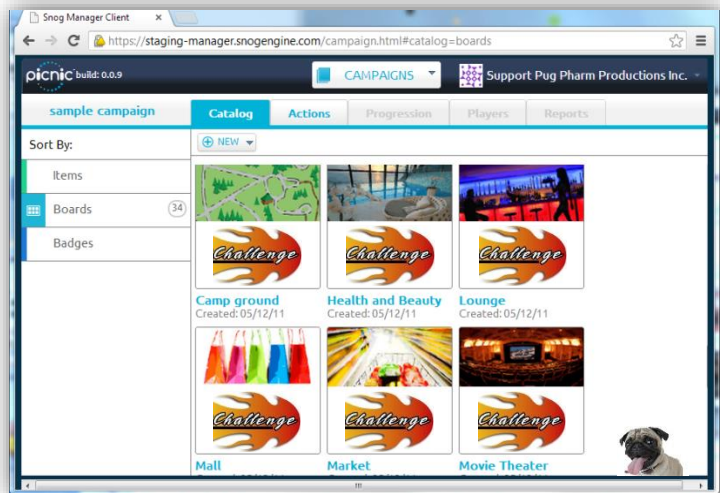 Snog Manager Client
https://staging-manager.snogengine.com/campaign.html#catalog=boards
picnic build: 0.0.9
CAMPAIGNS
Support Pug Pharm Productions Inc.
sample campaign
Catalog
Actions
Progression
Players
Reports
Sort By:
NEW
Items
Boards
34
Badges
Challenge
Challenge
Challenge
Camp ground
Health and Beauty
Lounge
Created: 05/12/11
Created: 05/12/11
Created: 05/12/11
Challenge
Challenge
Challenge
Mall
Market
Movie Theater